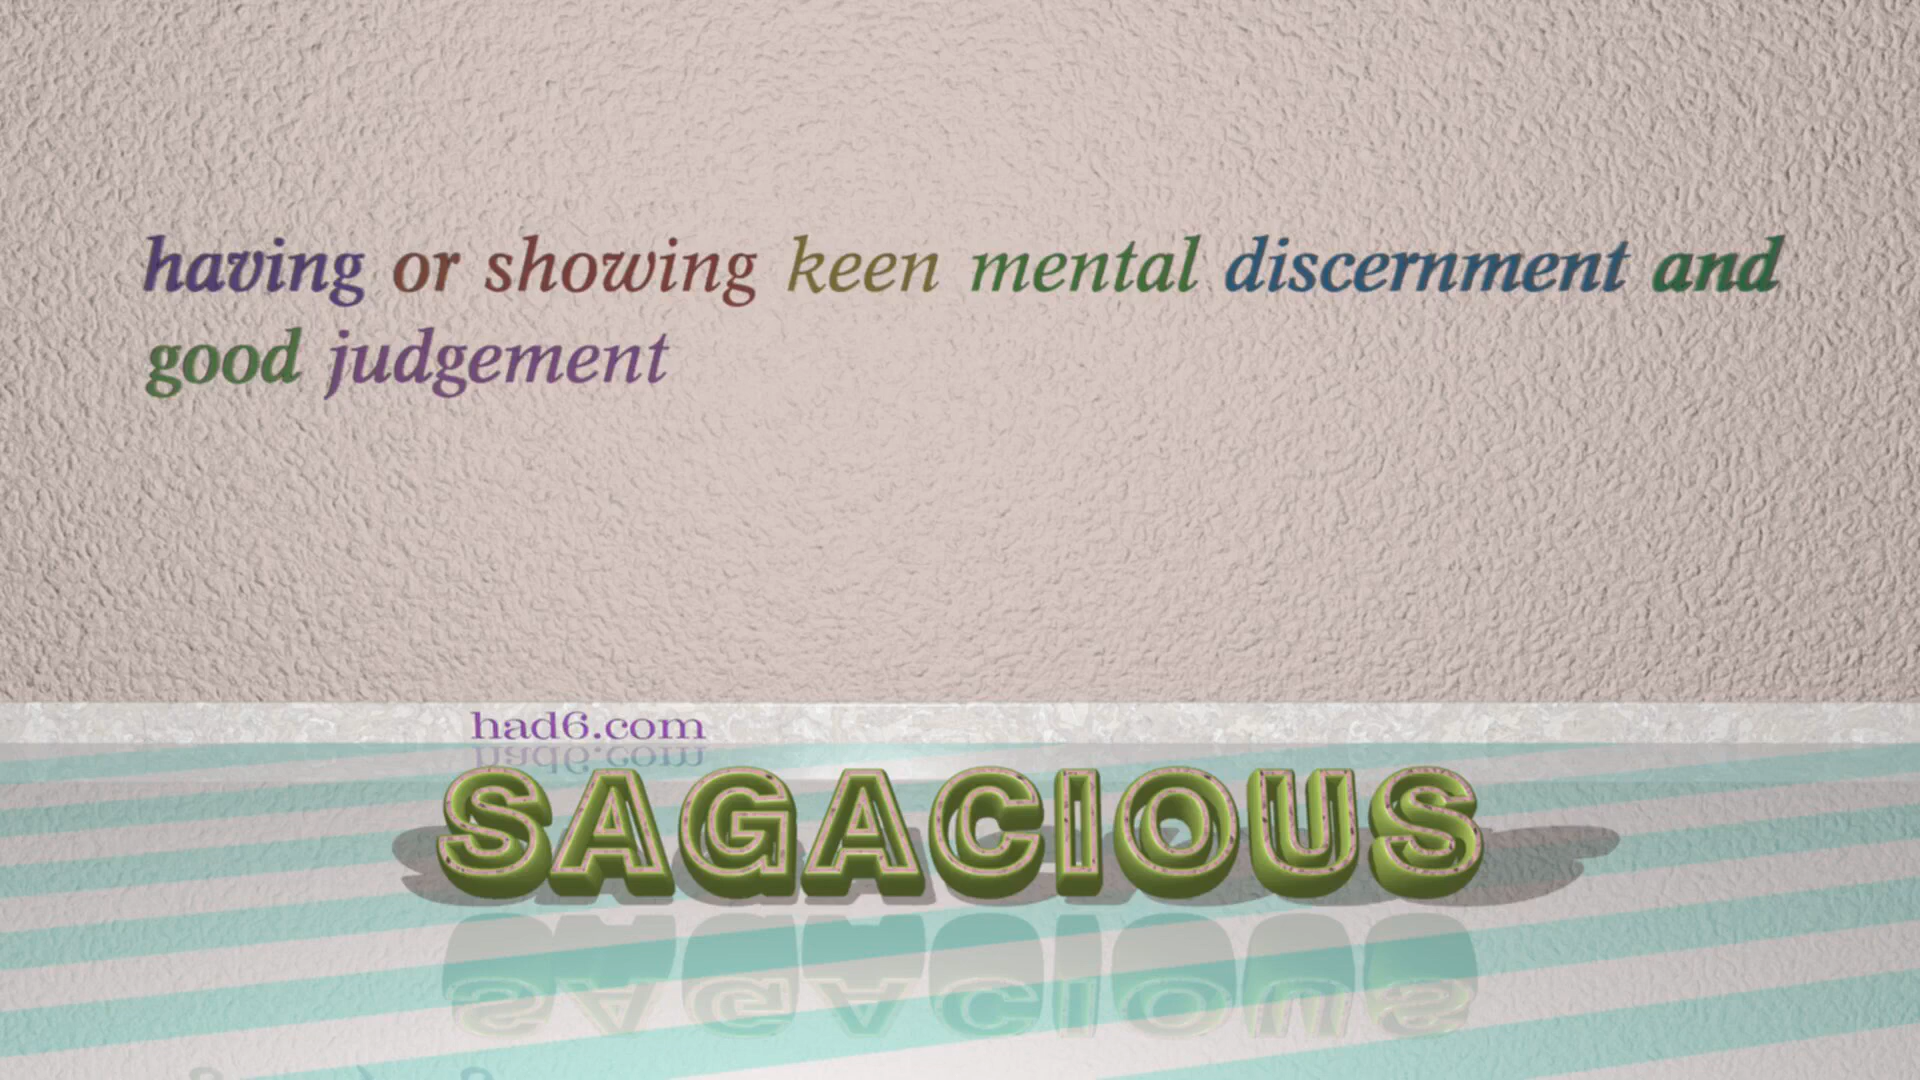 having or showing keen mental discernment and
good judgement
had6.com
SAGACIOUS